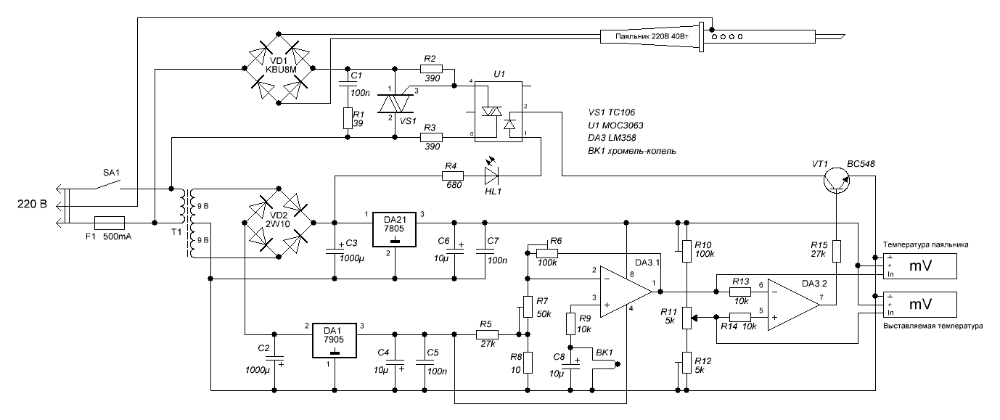 Паяльник 220В 40Вт
VD1
KBU8M
C1
100n
R1
39
1
3
2
VS1
R2
390
R3
390
U1
4
6
2
1
VS1 TC106
U1 MOC3063
DA3 LM358
BK1 хромель-копель
VT1
BC548
R4
680
HL1
SA1
220 В
F1 500mA
T1
9 В
9 В
VD2
2W10
1
DA21
7805
3
2
+ C3
1000µ
C6
+
10µ
C7
100n
R6
100k
R7
50k
R5
27k
R8
10
R9
10k
C8
+
10µ
BK1
DA3.1
2
−
3
+
8
1
4
R10
100k
R11
5k
R12
5k
R13
10k
R14 10k
6
−
5
+
7
DA3.2
R15
27k
Температура паяльника
⊥
+
In
mV
⊥
+
In
mV
Выставляемая температура
2
DA1
7905
3
1
C2
1000µ
+
C4
10µ
+
C5
100n